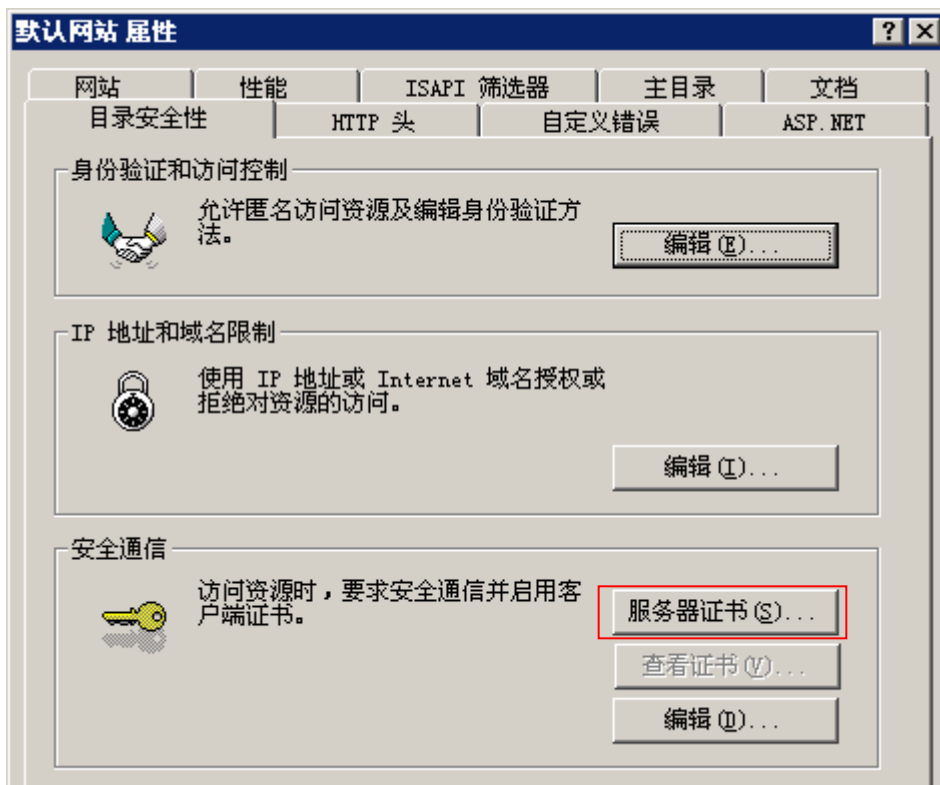 默认网站 属性
网站
性能
ISAPI 筛选器
主目录
文档
目录安全性
HTTP 头
自定义错误
ASP.NET
身份验证和访问控制
允许匿名访问资源及编辑身份验证方
法。
编辑(E)...
IP 地址和域名限制
使用 IP 地址或 Internet 域名授权或
拒绝对资源的访问。
编辑(I)...
安全通信
访问资源时，要求安全通信并启用客
户端证书。
服务器证书(S)...
查看证书(V)...
编辑(D)...